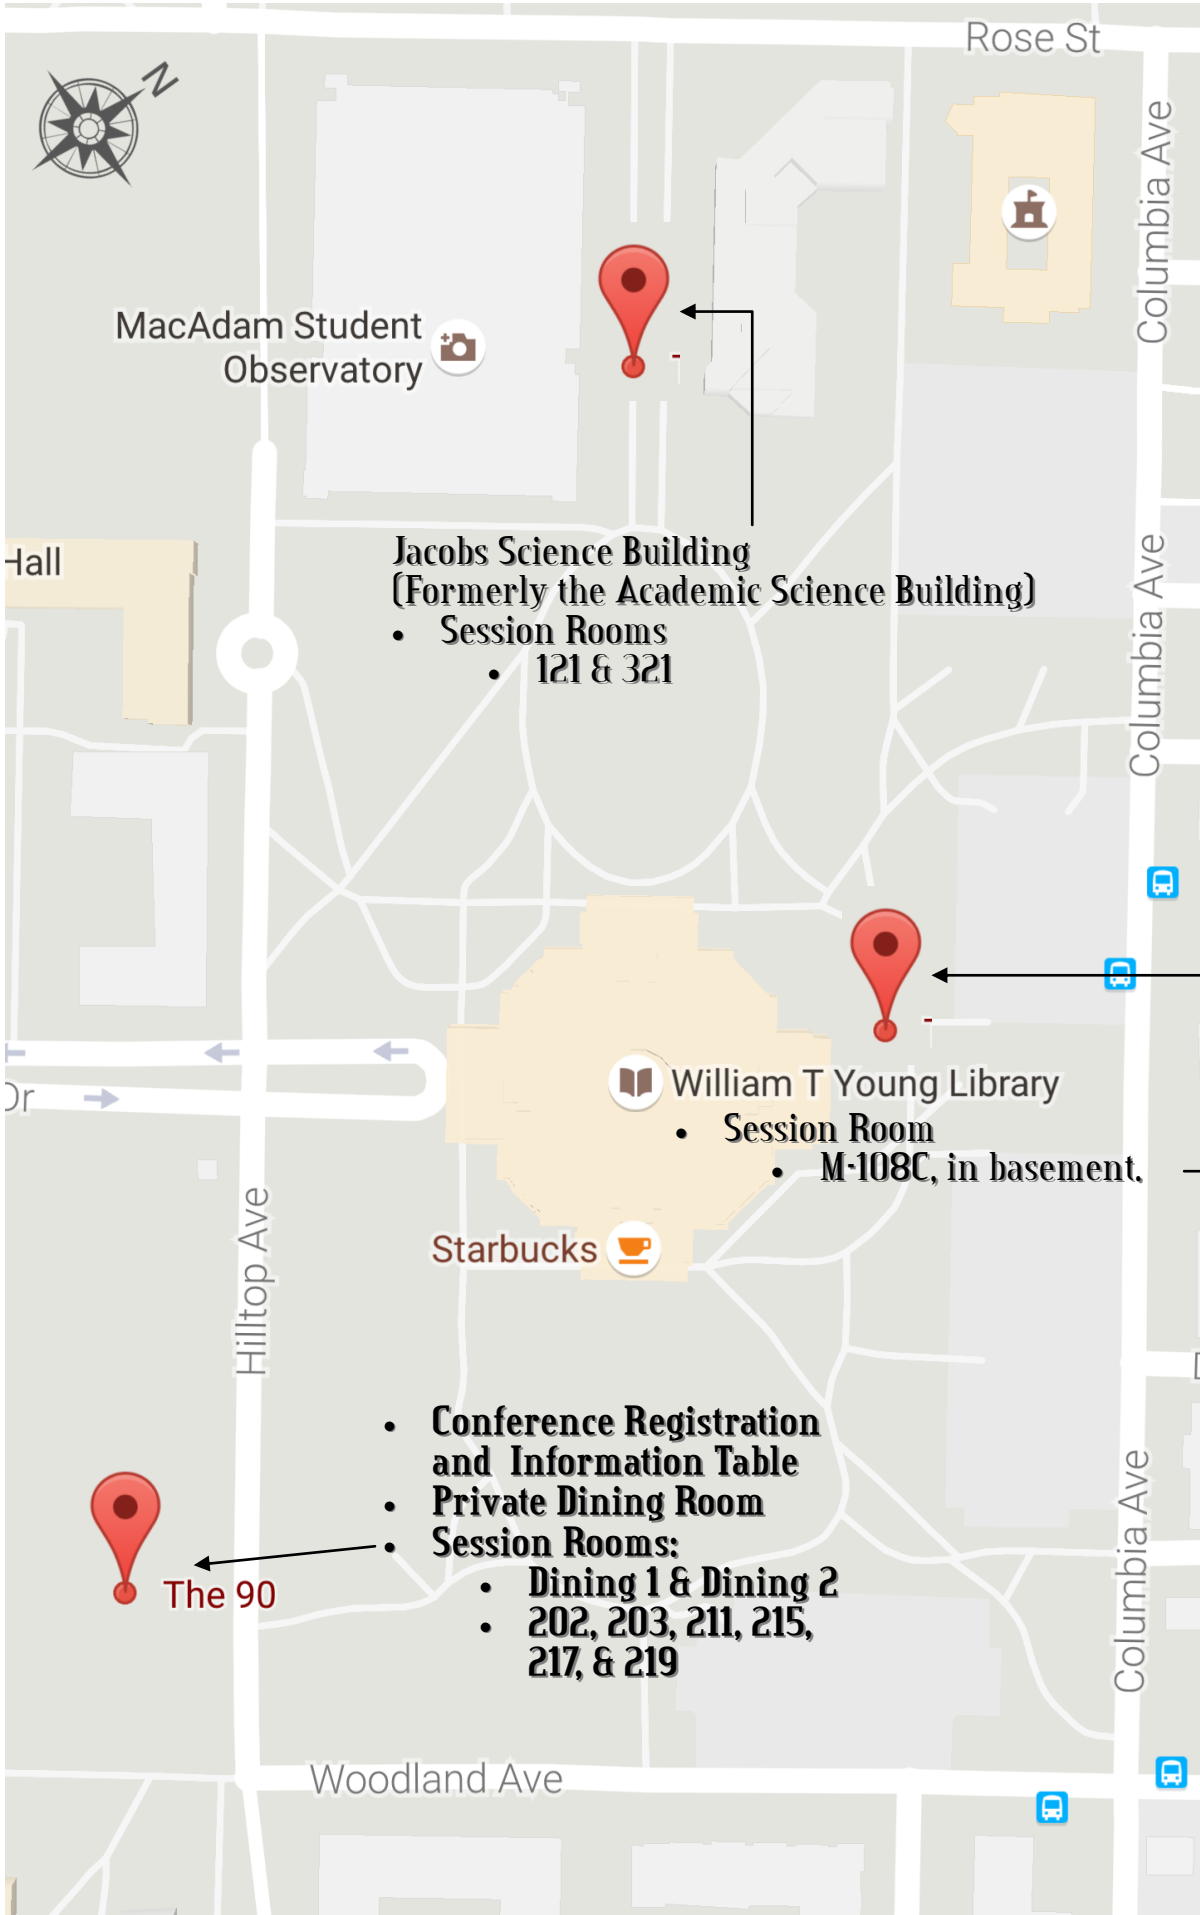 Rose St
N
Columbia Ave
MacAdam Student
Observatory
Hall
Jacobs Science Building
(Formerly the Academic Science Building)
• Session Rooms
• 121 & 321
Columbia Ave
Dr
William T Young Library
• Session Room
• M-108C, in basement.
Starbucks
Hilltop Ave
• Conference Registration
and Information Table
• Private Dining Room
• Session Rooms:
• Dining 1 & Dining 2
• 202, 203, 211, 215,
217, & 219
The 90
Columbia Ave
Woodland Ave